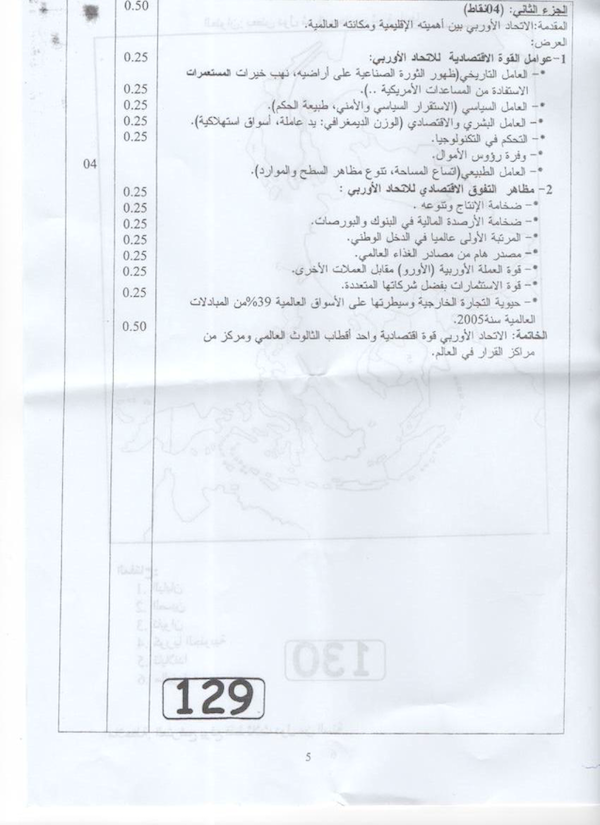 الجزء الثاني: (04نقاط)
0.50
المقدمة:الاتحاد الأوربي بين أهميته الإقليمية ومكانته العالمية.
العرض:
1-عوامل القوة الاقتصادية للاتحاد الأوربي:
0.25
*- العامل التاريخي(ظهور الثورة الصناعية على أراضيه، نهب خيرات المستعمرات
الاستفادة من المساعدات الأمريكية ..).
0.25
*- العامل السياسي (الاستقرار السياسي والأمني، طبيعة الحكم).
0.25
*- العامل البشري والاقتصادي (الوزن الديمغرافي: يد عاملة، أسواق استهلاكية).
0.25
*- التحكم في التكنولوجيا.
0.25
*- وفرة رؤوس الأموال.
04
*- العامل الطبيعي(اتساع المساحة، تنوع مظاهر السطح والموارد).
2- مظاهر التفوق الاقتصادي للاتحاد الأوربي :
0.25
*- ضخامة الإنتاج وتنوعه .
0.25
*- ضخامة الأرصدة المالية في البنوك والبورصات.
0.25
*- المرتبة الأولى عالميا في الدخل الوطني.
0.25
*- مصدر هام من مصادر الغذاء العالمي.
0.25
*- قوة العملة الأوربية (الأورو) مقابل العملات الأخرى.
0.25
*- قوة الاستثمارات بفضل شركاتها المتعددة.
0.25
*- حيوية التجارة الخارجية وسيطرتها على الأسواق العالمية 39%من المبادلات
العالمية سنة2005.
0.50
الخاتمة: الاتحاد الأوربي قوة اقتصادية واحد أقطاب الثالوث العالمي ومركز من
مراكز القرار في العالم.
130
129
5